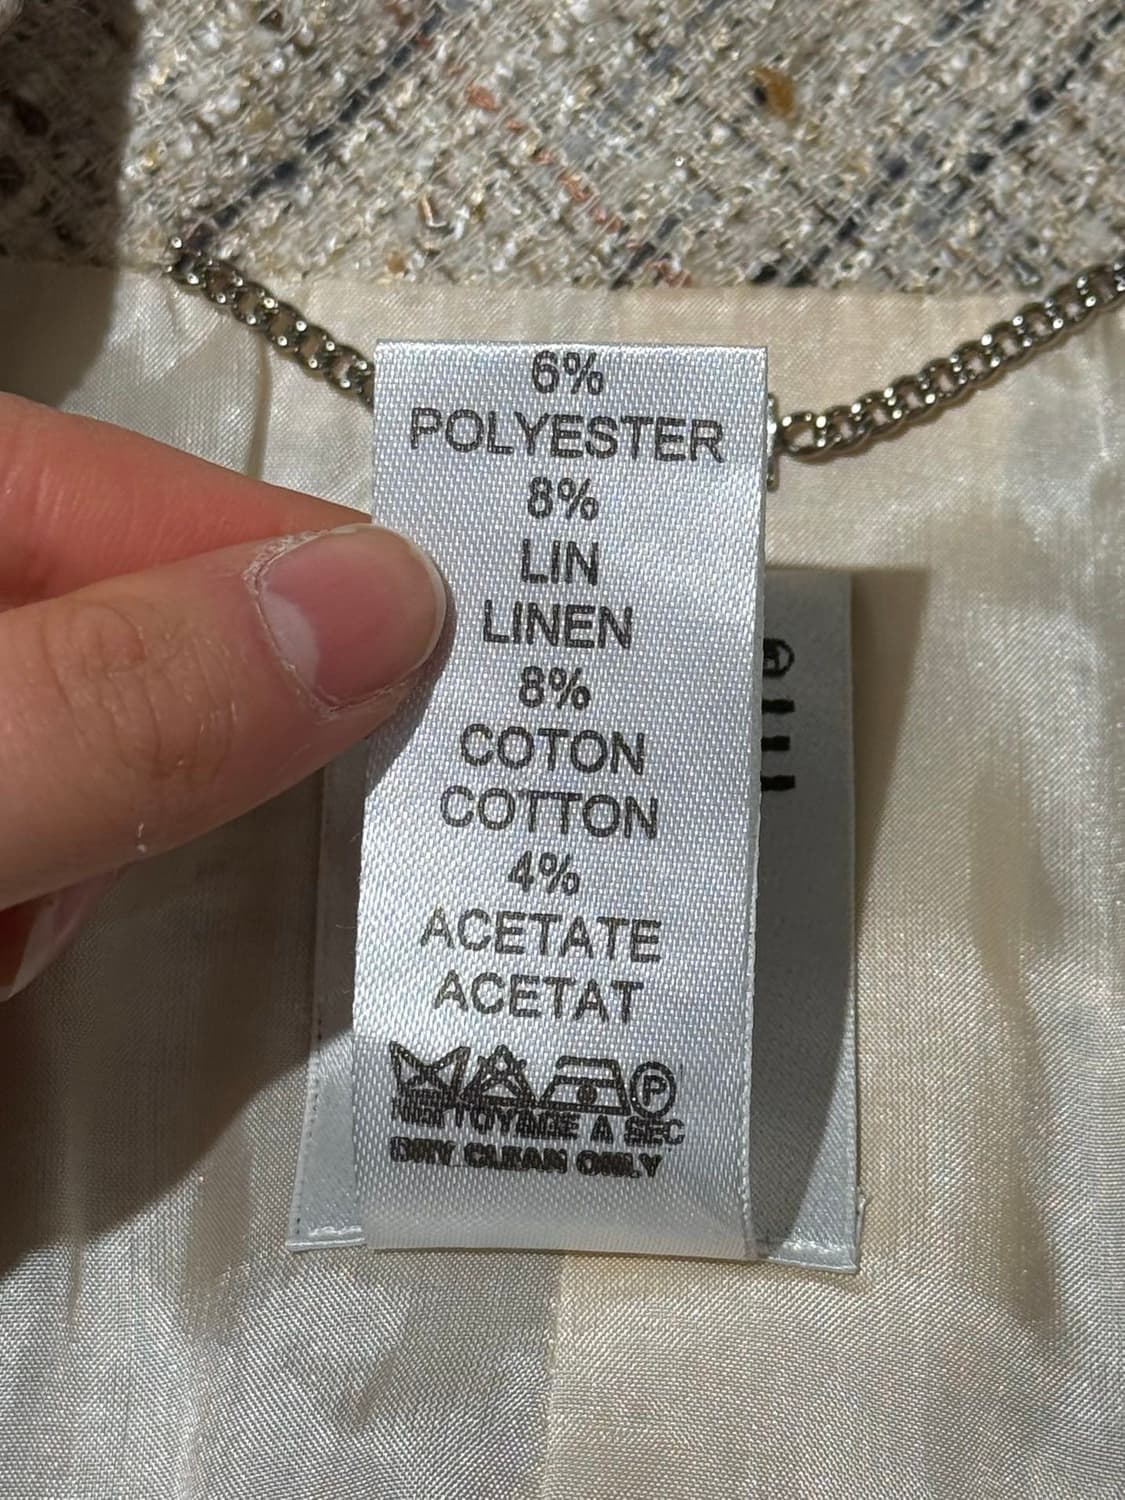 6%
POLYESTER
8%
LIN
LINEN
8%
COTON
COTTON
4%
ACETATE
ACETAT
P
NETTOYAGE A SEC
DRY CLEAN ONLY